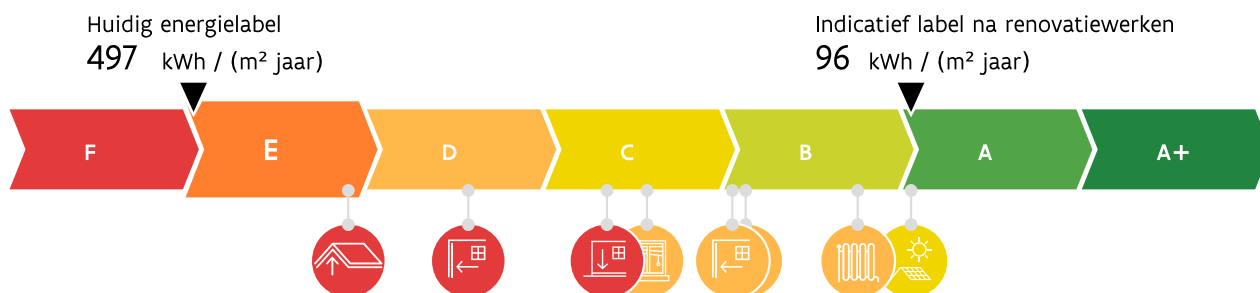 Huidig energielabel
497 kWh / (m² jaar)
Indicatief label na renovatiewerken
96 kWh / (m² jaar)
F E D C B A A+